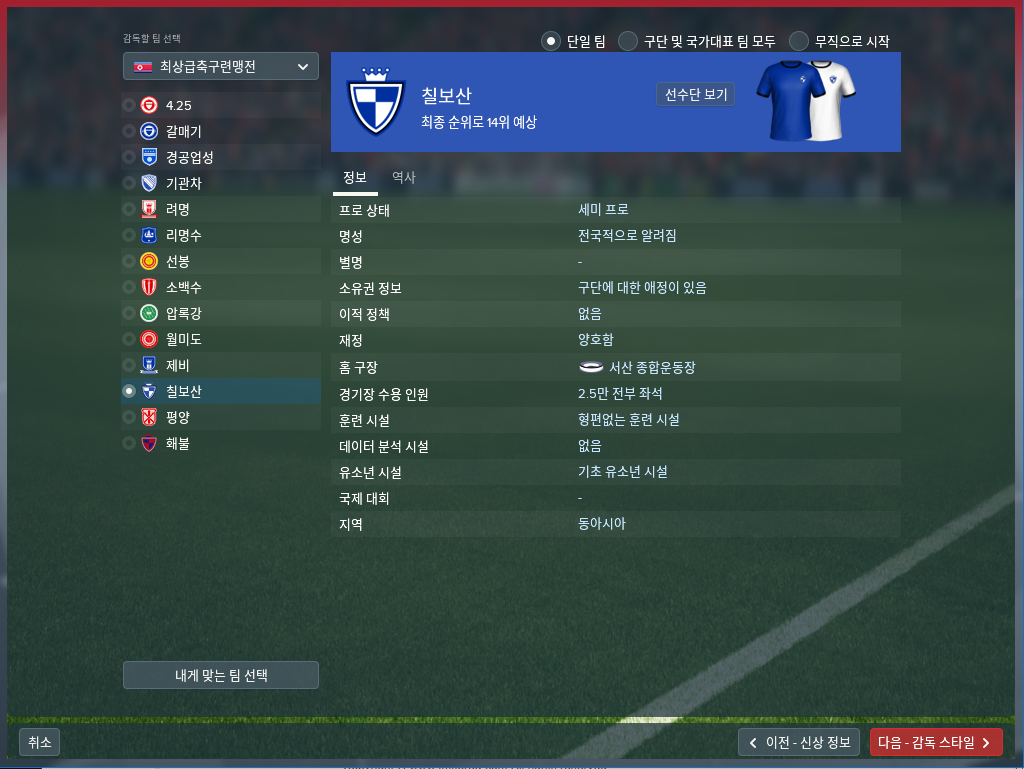 감독할 팀 선택
단일 팀
구단 및 국가대표 팀 모두
무직으로 시작
최상급축구련맹전
4.25
갈매기
경공업성
기관차
려명
리명수
선봉
소백수
압록강
월미도
제비
칠보산
평양
홰불
내게 맞는 팀 선택
칠보산
최종 순위로 14위 예상
선수단 보기
정보
역사
프로 상태 세미 프로
명성 전국적으로 알려짐
별명 -
소유권 정보 구단에 대한 애정이 있음
이적 정책 없음
재정 양호함
홈 구장 서산 종합운동장
경기장 수용 인원 2.5만 전부 좌석
훈련 시설 형편없는 훈련 시설
데이터 분석 시설 없음
유소년 시설 기초 유소년 시설
국제 대회 -
지역 동아시아
취소
이전 - 신상 정보
다음 - 감독 스타일